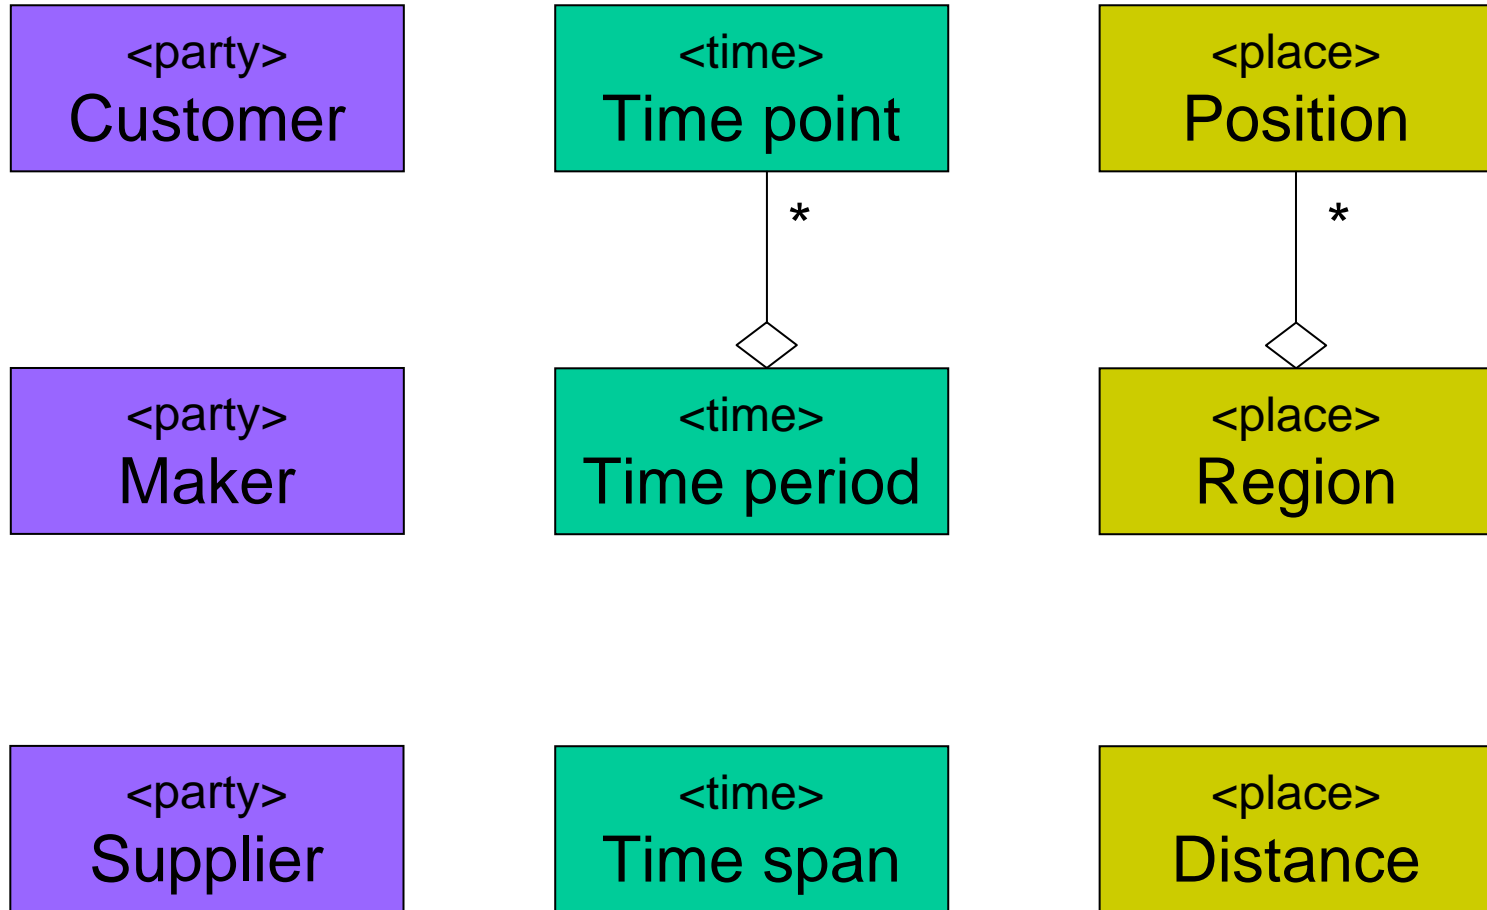 <party>
Customer
<time>
Time point
<place>
Position
*
*
<party>
Maker
<time>
Time period
<place>
Region
<party>
Supplier
<time>
Time span
<place>
Distance